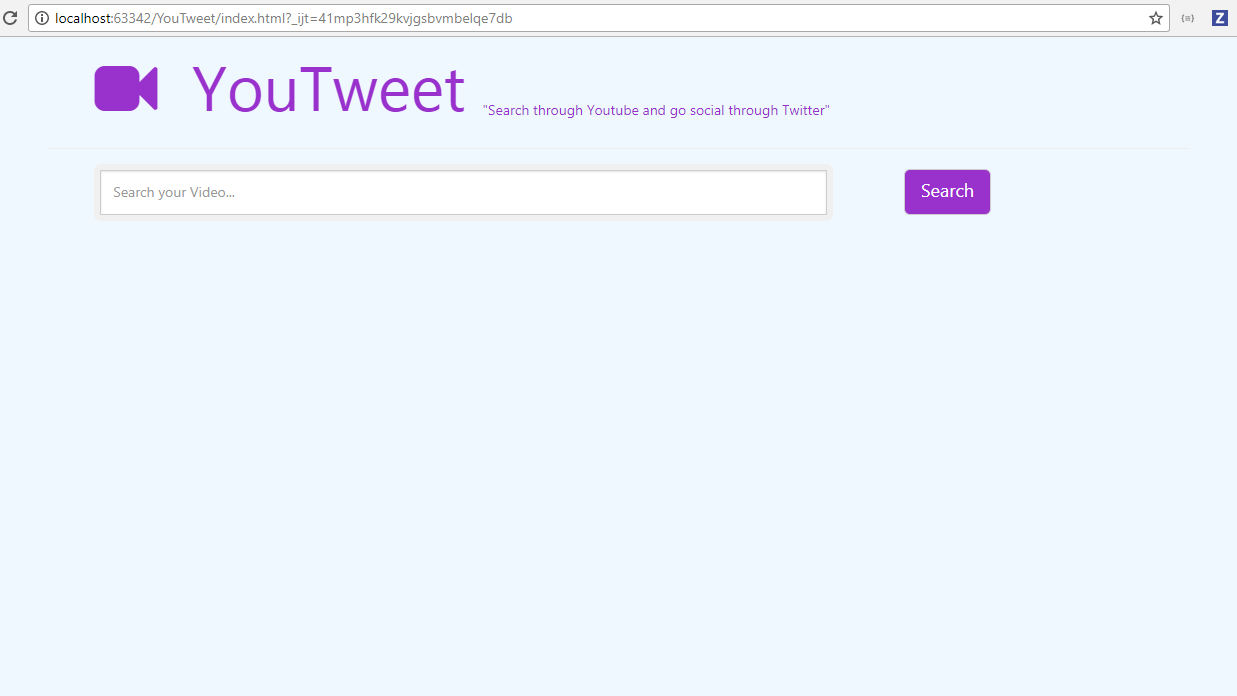 localhost:63342/YouTweet/index.html?_ijt=41mp3hfk29kvjgsbvmbelqe7db
{≡}
Z
YouTweet "Search through Youtube and go social through Twitter"
Search your Video...
Search